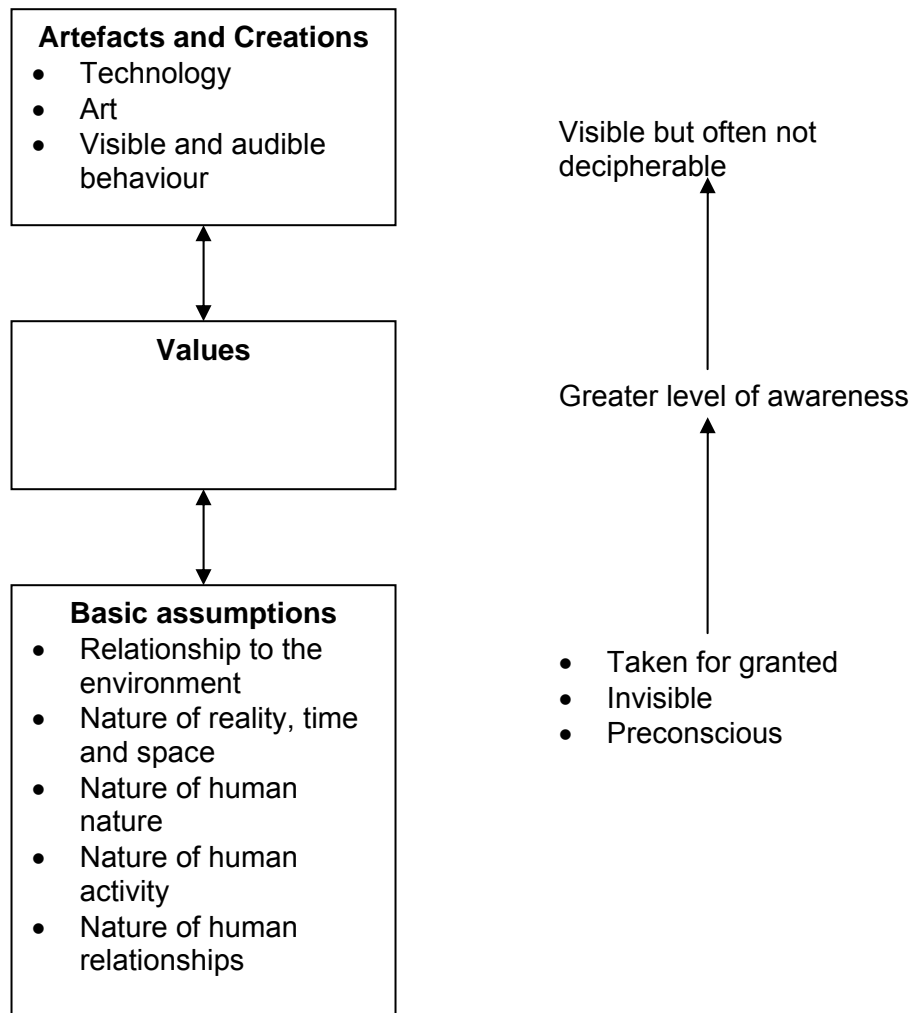 Artefacts and Creations
• Technology
• Art
• Visible and audible
behaviour
Visible but often not
decipherable
Values
Greater level of awareness
Basic assumptions
• Relationship to the
environment
• Nature of reality, time
and space
• Nature of human
nature
• Nature of human
activity
• Nature of human
relationships
• Taken for granted
• Invisible
• Preconscious